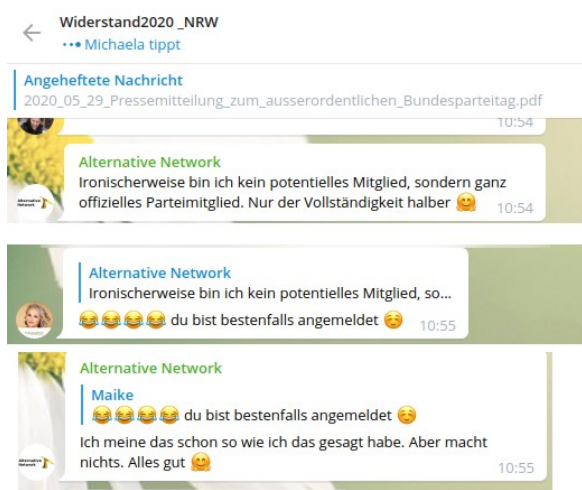 Widerstand2020 _NRW
Michaela tippt
Angeheftete Nachricht
2020_05_29_Pressemitteilung_zum_ausserordentlichen_Bundesparteitag.pdf
10:54
Alternative Network
Ironischerweise bin ich kein potentielles Mitglied, sondern ganz
offizielles Parteimitglied. Nur der Vollständigkeit halber 🤗 10:54
Alternative Network
Ironischerweise bin ich kein potentielles Mitglied, so...
😂😂😂😂 du bist bestenfalls angemeldet ☺️ 10:55
Alternative Network
Maike
😂😂😂😂 du bist bestenfalls angemeldet ☺️
Ich meine das schon so wie ich das gesagt habe. Aber macht
nichts. Alles gut 🤗 10:55